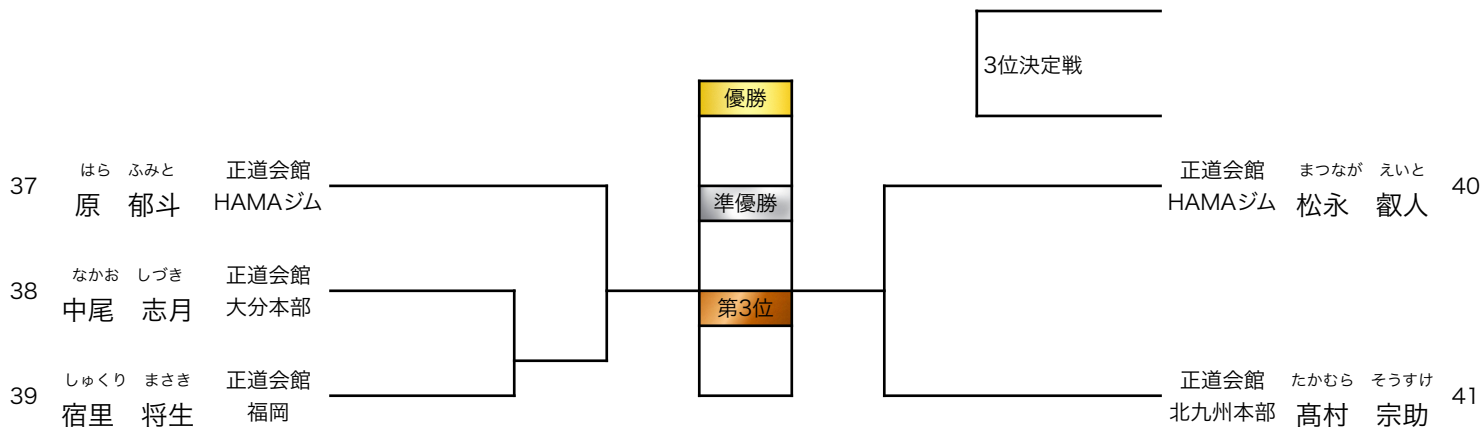 3位決定戦
優勝
準優勝
第3位
37
はら ふみと
原 郁斗
正道会館
HAMAジム
38
なかお しづき
中尾 志月
正道会館
大分本部
39
しゅくり まさき
宿里 将生
正道会館
福岡
正道会館
HAMAジム
まつなが えいと
松永 叡人
40
正道会館
北九州本部
たかむら そうすけ
髙村 宗助
41